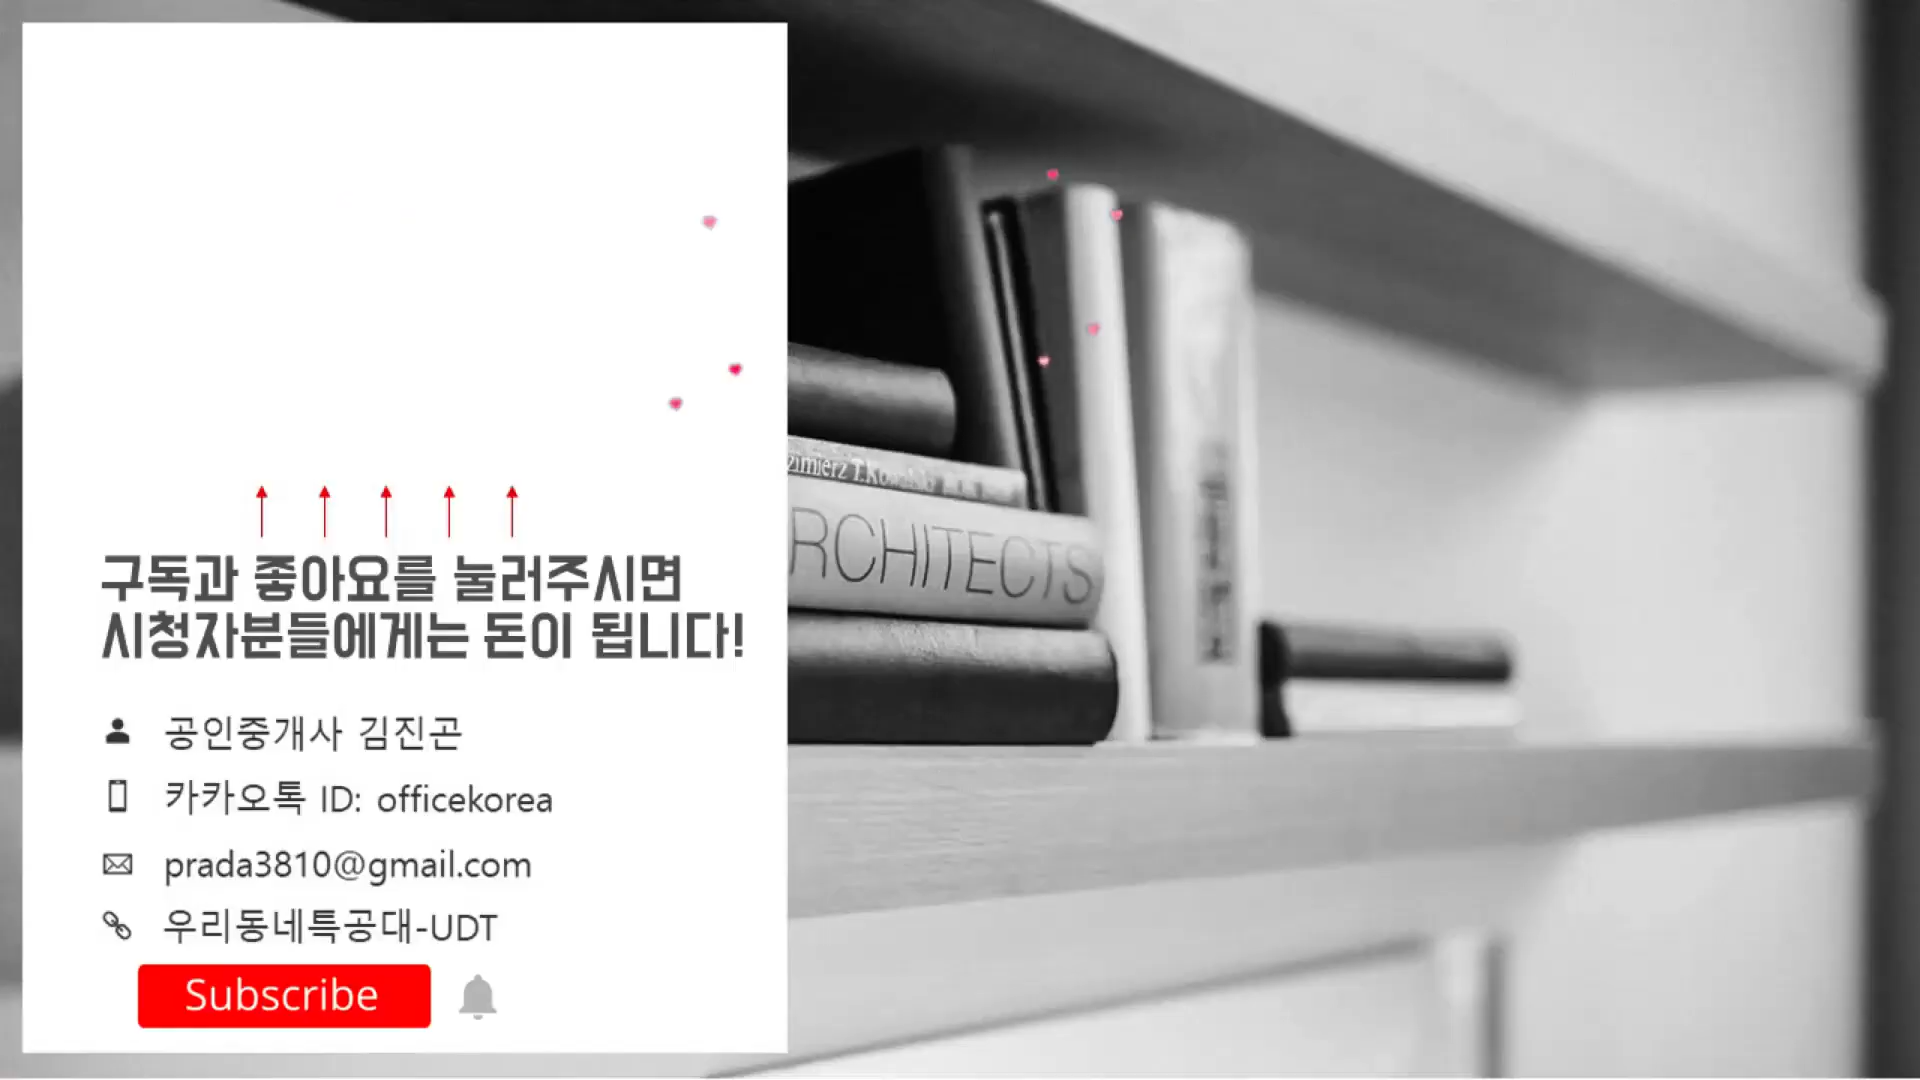 구독과 좋아요를 눌러주시면
시청자분들에게는 돈이 됩니다!
공인중개사 김진곤
카카오톡 ID: officekorea
prada3810@gmail.com
우리동네특공대-UDT
Subscribe
RCHITECTS